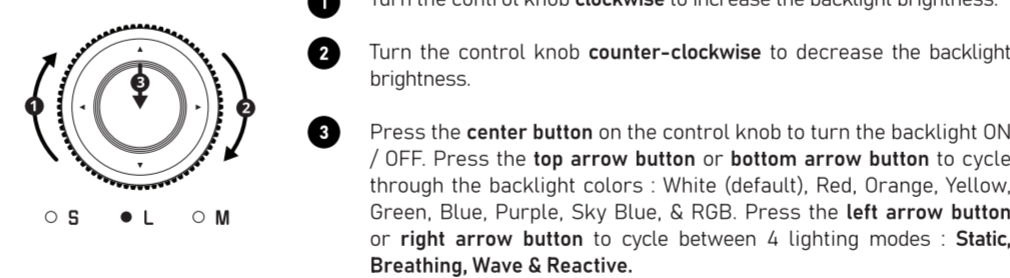 1 Turn the control knob clockwise to increase the backlight brightness.
2 Turn the control knob counter-clockwise to decrease the backlight
brightness.
3
1
2
3 Press the center button on the control knob to turn the backlight ON
/ OFF. Press the top arrow button or bottom arrow button to cycle
through the backlight colors : White (default), Red, Orange, Yellow,
Green, Blue, Purple, Sky Blue, & RGB. Press the left arrow button
or right arrow button to cycle between 4 lighting modes : Static,
Breathing, Wave & Reactive.
S L M